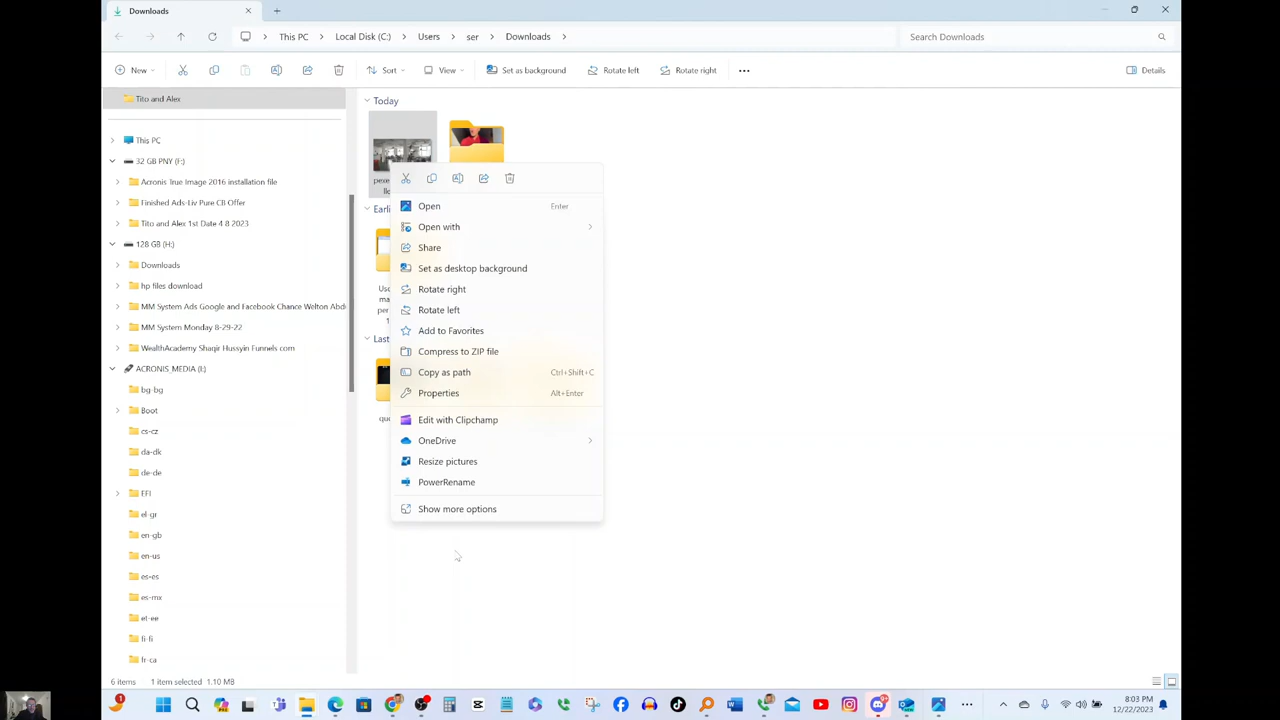 Downloads
This PC
Local Disk (C:)
Users
ser
Downloads
Search Downloads
New
Sort
View
Set as background
Rotate left
Rotate right
Details
Tito and Alex
This PC
32 GB PNY (F:)
Acronis True Image 2016 installation file
Finished Ads-Liv Pure CB Offer
Tito and Alex 1st Date 4 8 2023
128 GB (H:)
Downloads
hp files download
MM System Ads Google and Facebook Chance Welton Abd
MM System Monday 8-29-22
WealthAcademy Shaqir Hussyin Funnels com
ACRONIS_MEDIA (I:)
bg-bg
Boot
cs-cz
da-dk
de-de
EFI
el-gr
en-gb
en-us
es-es
es-mx
et-ee
fi-fi
fr-ca
Today
Open
Enter
Open with
Share
Set as desktop background
Rotate right
Rotate left
Add to Favorites
Compress to ZIP file
Copy as path
Ctrl+Shift+C
Properties
Alt+Enter
Edit with Clipchamp
OneDrive
Resize pictures
PowerRename
Show more options
6 items
1 item selected
1.10 MB
8:03 PM
12/22/2023